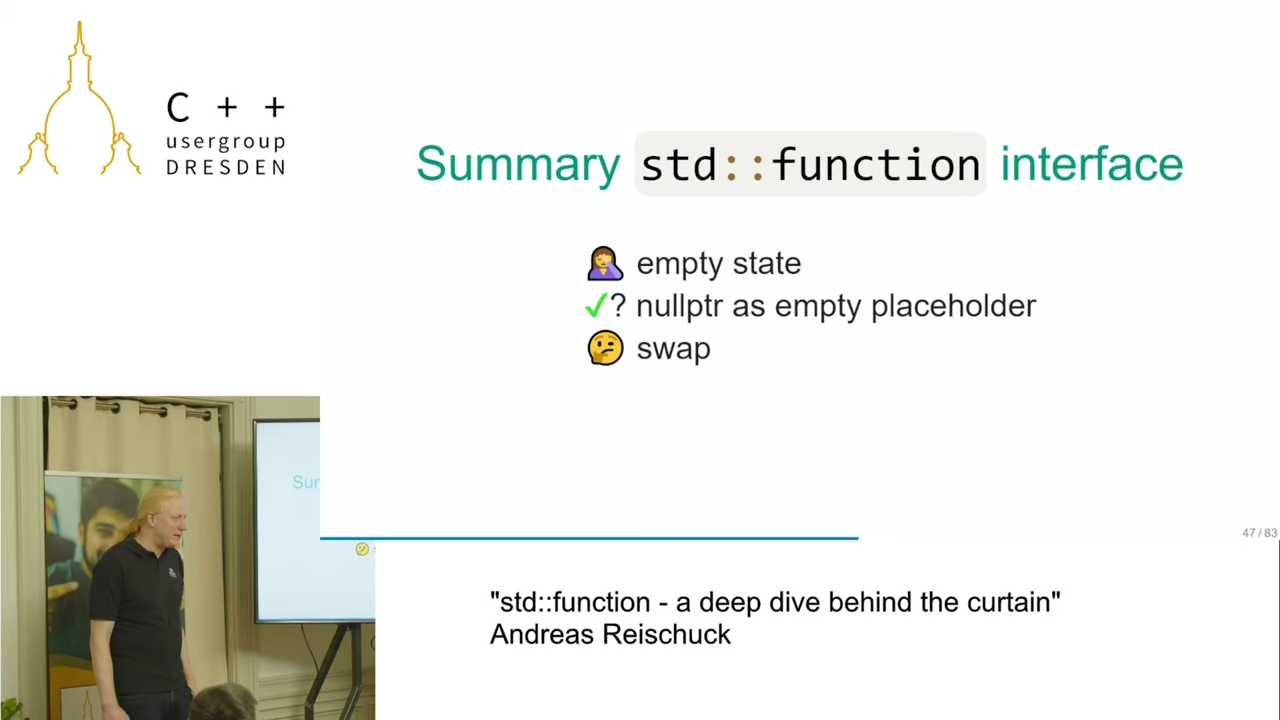 C + +
usergroup
DRESDEN
Summary std::function interface
empty state
✓? nullptr as empty placeholder
swap
Sur
47 / 83
"std::function - a deep dive behind the curtain"
Andreas Reischuck